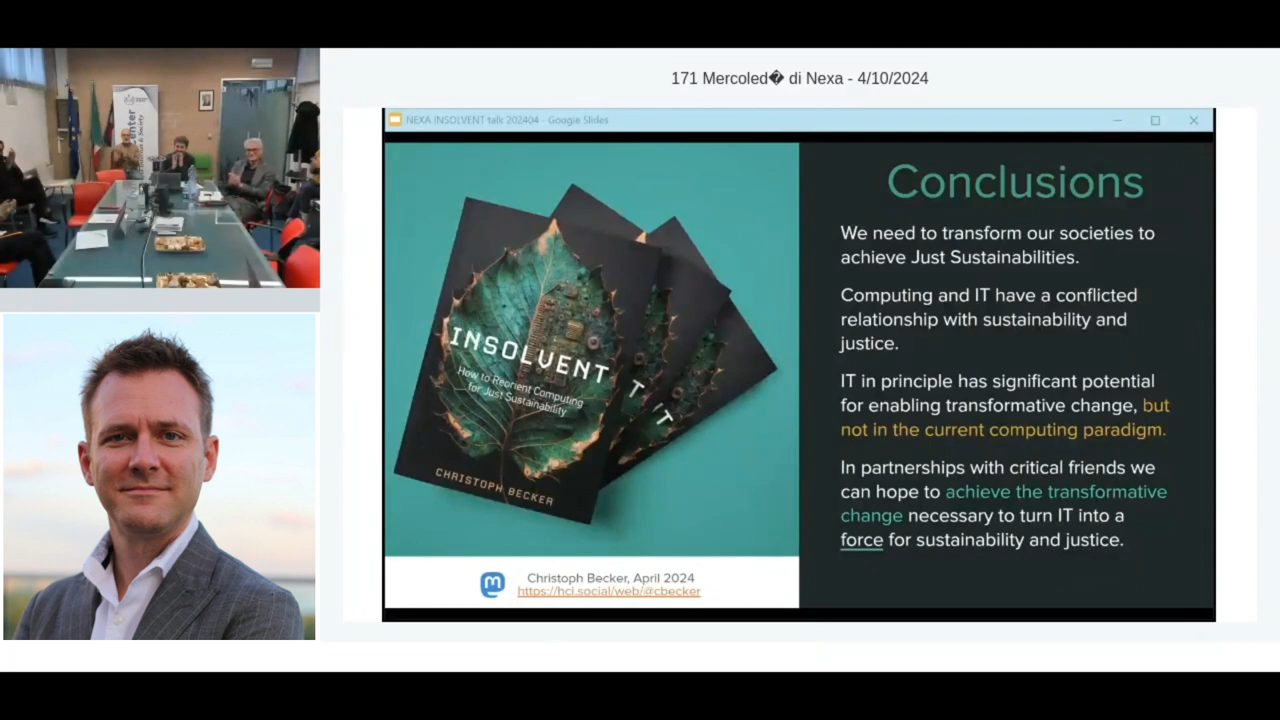 171 Mercoled� di Nexa - 4/10/2024
NEXA INSOLVENT talk 202404 - Google Slides
Conclusions
We need to transform our societies to
achieve Just Sustainabilities.
Computing and IT have a conflicted
relationship with sustainability and
justice.
IT in principle has significant potential
for enabling transformative change, but
not in the current computing paradigm.
In partnerships with critical friends we
can hope to achieve the transformative
change necessary to turn IT into a
force for sustainability and justice.
INSOLVENT
How to Reorient Computing
for Just Sustainability
CHRISTOPH BECKER
T
T
Christoph Becker, April 2024
https://hci.social/web/@cbecker